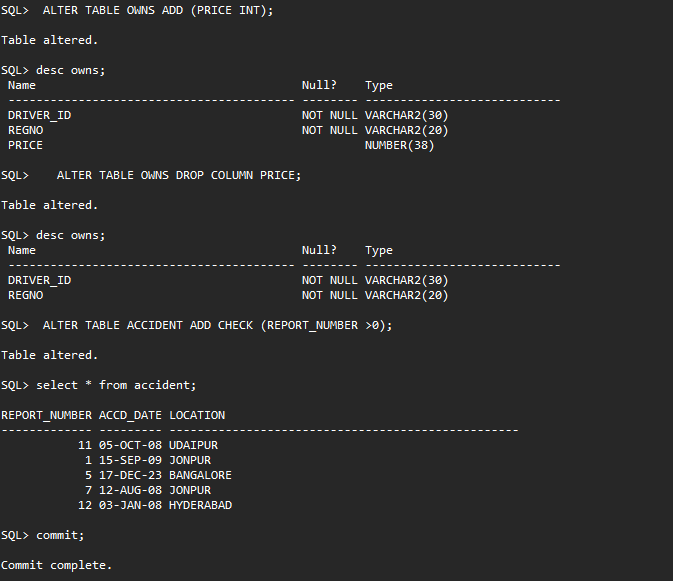 SQL>  ALTER TABLE OWNS ADD (PRICE INT);
Table altered.
SQL> desc owns;
 Name                                      Null?    Type
 ----------------------------------------- -------- ----------------------------
 DRIVER_ID                                 NOT NULL VARCHAR2(30)
 REGNO                                     NOT NULL VARCHAR2(20)
 PRICE                                              NUMBER(38)
SQL>    ALTER TABLE OWNS DROP COLUMN PRICE;
Table altered.
SQL> desc owns;
 Name                                      Null?    Type
 ----------------------------------------- -------- ----------------------------
 DRIVER_ID                                 NOT NULL VARCHAR2(30)
 REGNO                                     NOT NULL VARCHAR2(20)
SQL>  ALTER TABLE ACCIDENT ADD CHECK (REPORT_NUMBER >0);
Table altered.
SQL> select * from accident;
REPORT_NUMBER ACCD_DATE LOCATION
------------- --------- --------------------------------------------------
           11 05-OCT-08 UDAIPUR
            1 15-SEP-09 JONPUR
            5 17-DEC-23 BANGALORE
            7 12-AUG-08 JONPUR
           12 03-JAN-08 HYDERABAD
SQL> commit;
Commit complete.